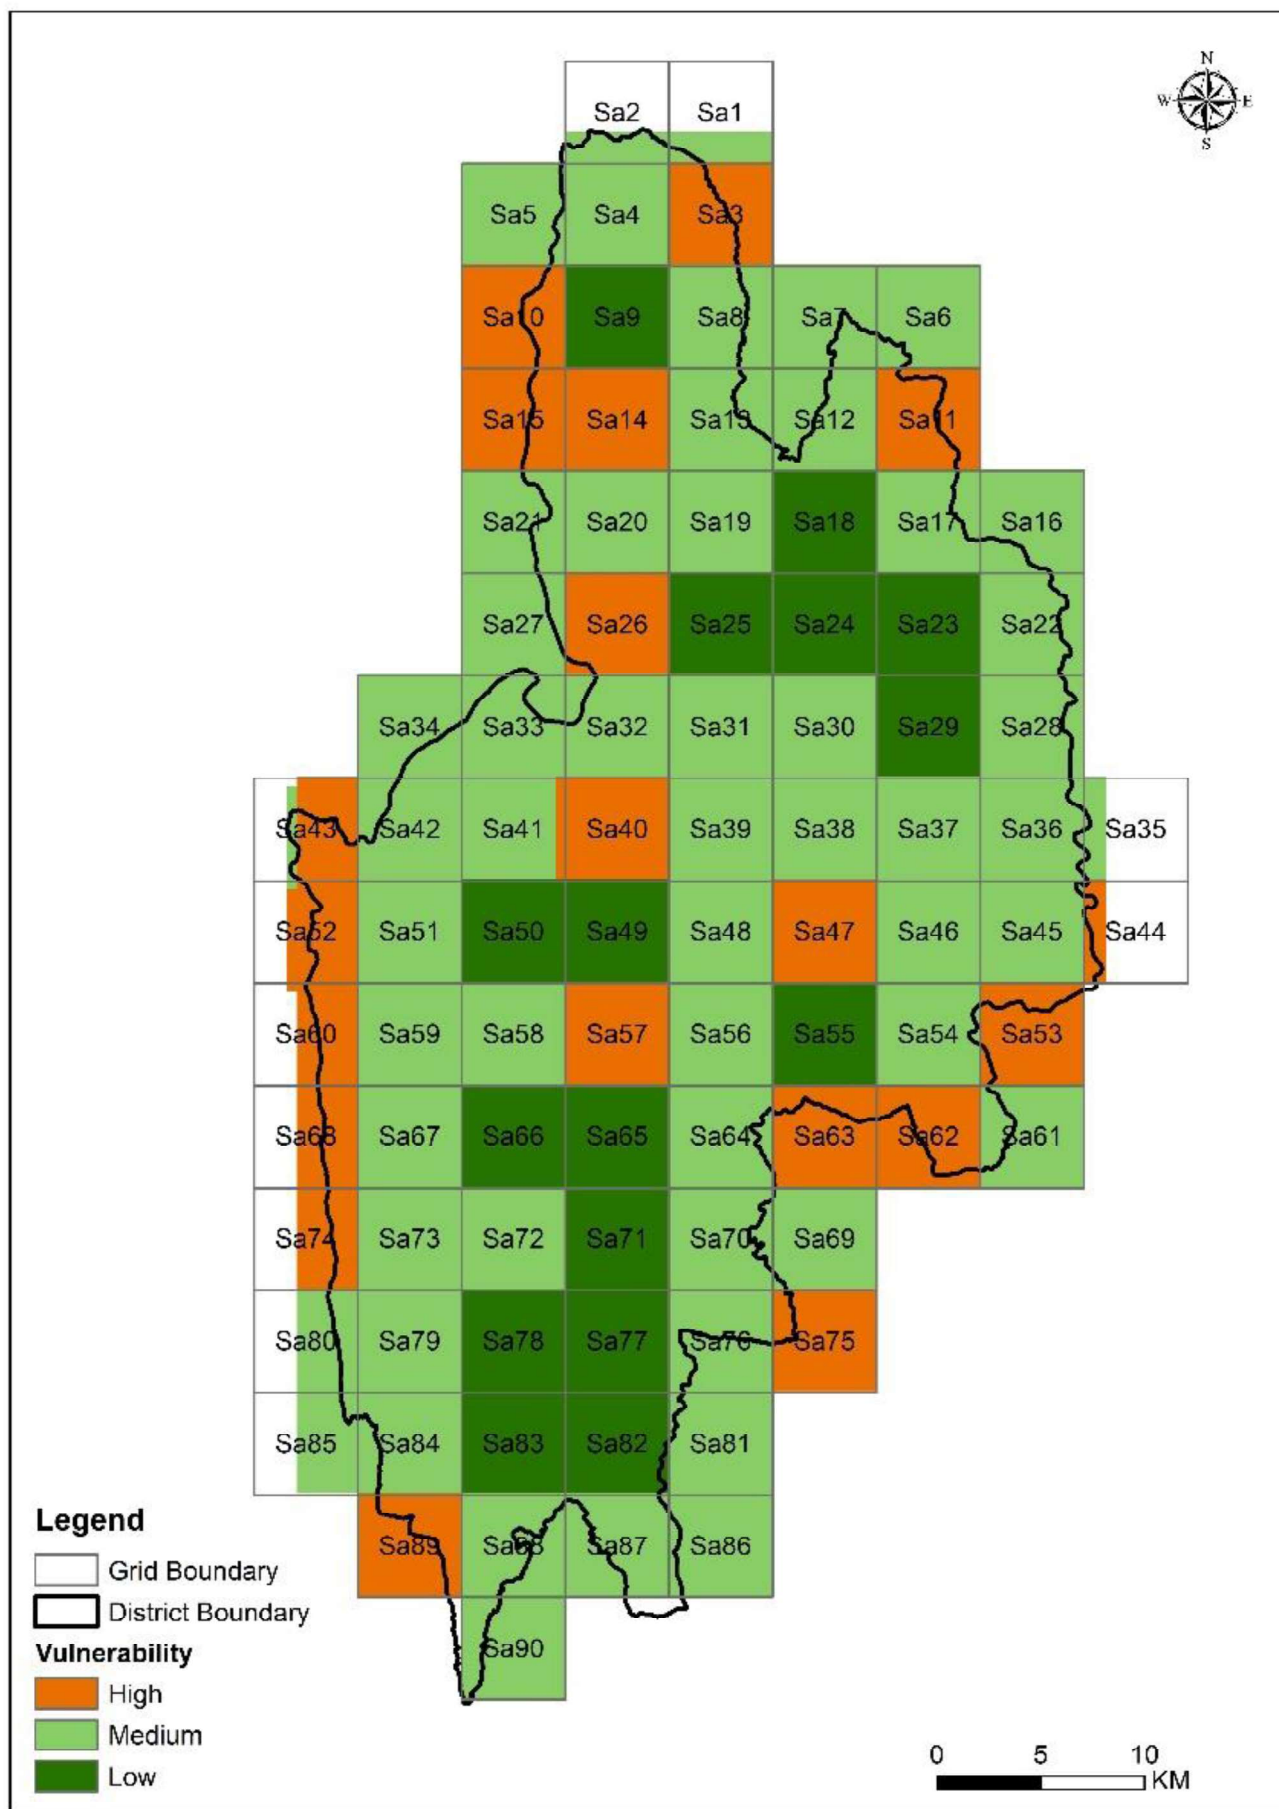 N
W E
S
Sa2 Sa1
Sa5 Sa4 Sa3
Sa10 Sa9 Sa8 Sa7 Sa6
Sa15 Sa14 Sa13 Sa12 Sa11
Sa21 Sa20 Sa19 Sa18 Sa17 Sa16
Sa27 Sa26 Sa25 Sa24 Sa23 Sa22
Sa34 Sa33 Sa32 Sa31 Sa30 Sa29 Sa28
Sa43 Sa42 Sa41 Sa40 Sa39 Sa38 Sa37 Sa36 Sa35
Sa52 Sa51 Sa50 Sa49 Sa48 Sa47 Sa46 Sa45 Sa44
Sa60 Sa59 Sa58 Sa57 Sa56 Sa55 Sa54 Sa53
Sa68 Sa67 Sa66 Sa65 Sa64 Sa63 Sa62 Sa61
Sa74 Sa73 Sa72 Sa71 Sa70 Sa69
Sa80 Sa79 Sa78 Sa77 Sa76 Sa75
Sa85 Sa84 Sa83 Sa82 Sa81
Sa89 Sa88 Sa87 Sa86
Sa90
Legend
Grid Boundary
District Boundary
Vulnerability
High
Medium
Low
0 5 10
KM